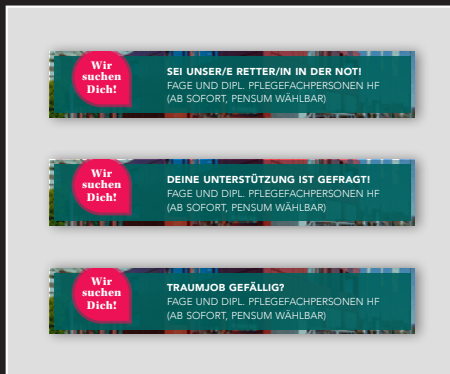 Wir
suchen
Dich!
SEI UNSER/E RETTER/IN IN DER NOT!
FAGE UND DIPL. PFLEGEFACHPERSONEN HF
(AB SOFORT, PENSUM WÄHLBAR)
Wir
suchen
Dich!
DEINE UNTERSTÜTZUNG IST GEFRAGT!
FAGE UND DIPL. PFLEGEFACHPERSONEN HF
(AB SOFORT, PENSUM WÄHLBAR)
Wir
suchen
Dich!
TRAUMJOB GEFÄLLIG?
FAGE UND DIPL. PFLEGEFACHPERSONEN HF
(AB SOFORT, PENSUM WÄHLBAR)